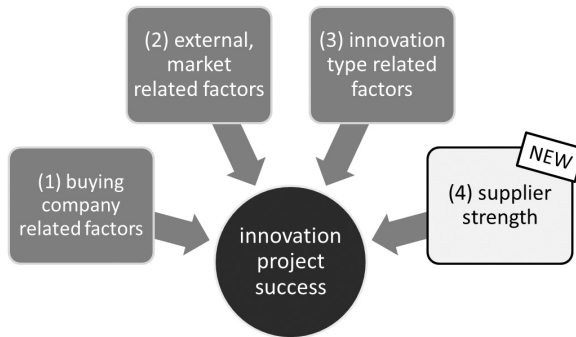 (2) external,
market
related factors
(3) innovation
type related
factors
(1) buying
company
related factors
NEW
(4) supplier
strength
innovation
project
success